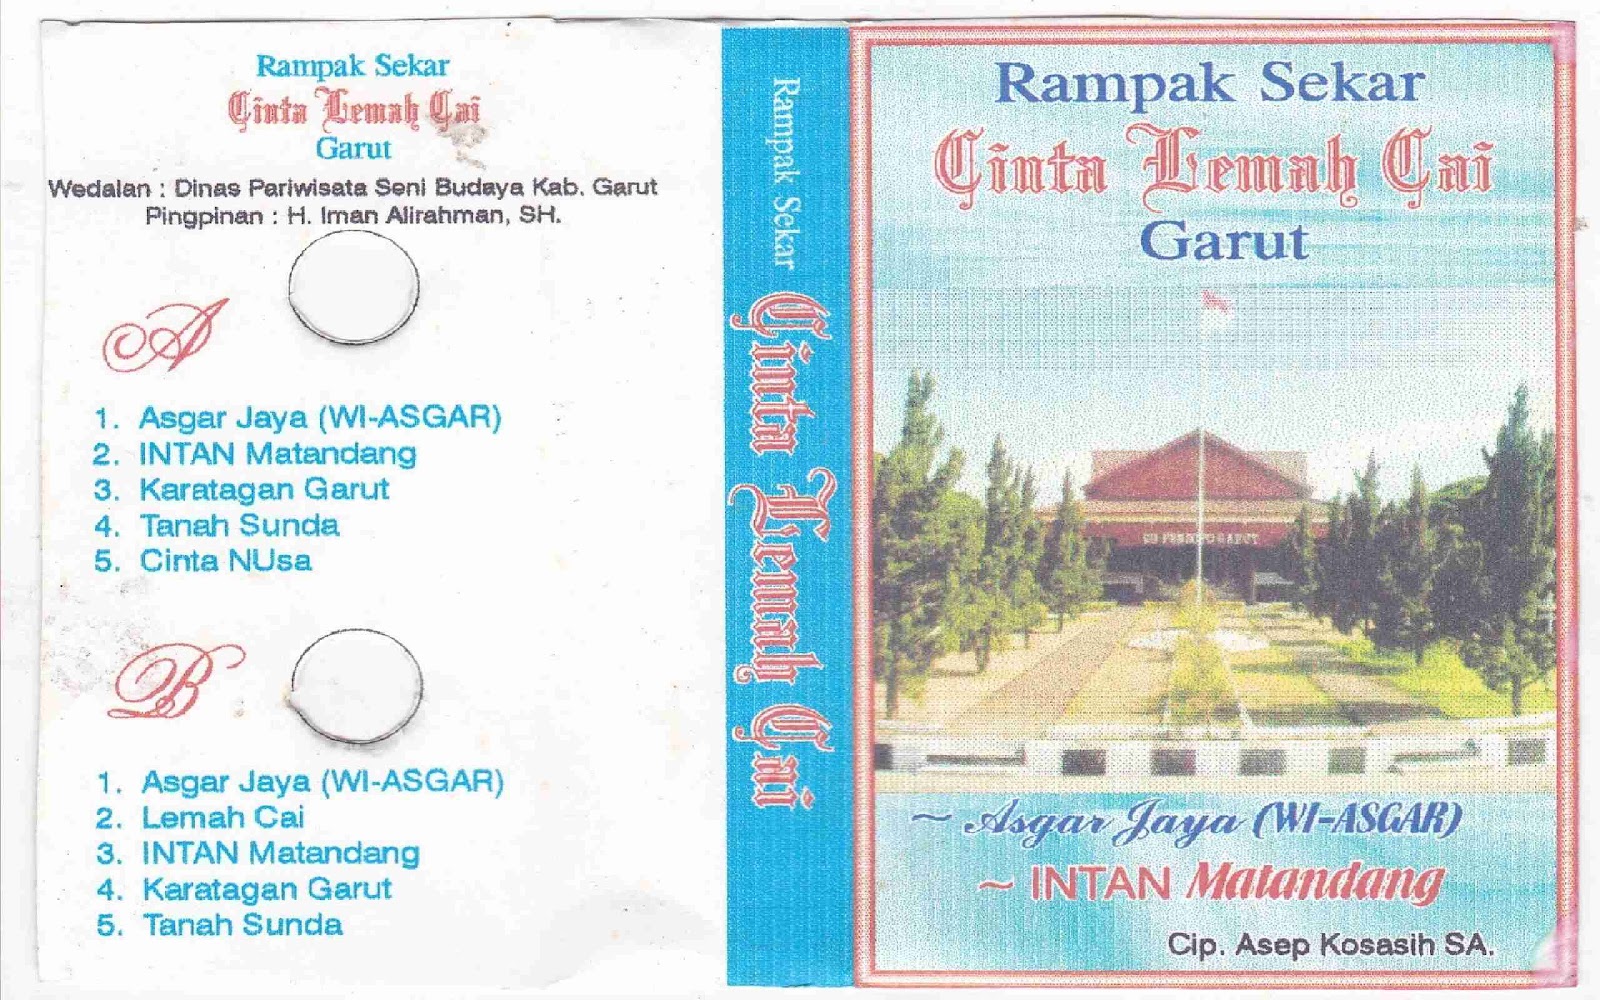 Rampak Sekar
Cinta Lemah Cai
Garut
Wedalan : Dinas Pariwisata Seni Budaya Kab. Garut
Pingpinan : H. Iman Alirahman, SH.
A
1. Asgar Jaya (WI-ASGAR)
2. INTAN Matandang
3. Karatagan Garut
4. Tanah Sunda
5. Cinta NUsa
B
1. Asgar Jaya (WI-ASGAR)
2. Lemah Cai
3. INTAN Matandang
4. Karatagan Garut
5. Tanah Sunda
Rampak Sekar Cinta Lemah Cai
Rampak Sekar
Cinta Lemah Cai
Garut
GARUT
~ Asgar Jaya (WI-ASGAR)
~ INTAN Matandang
Cip. Asep Kosasih SA.